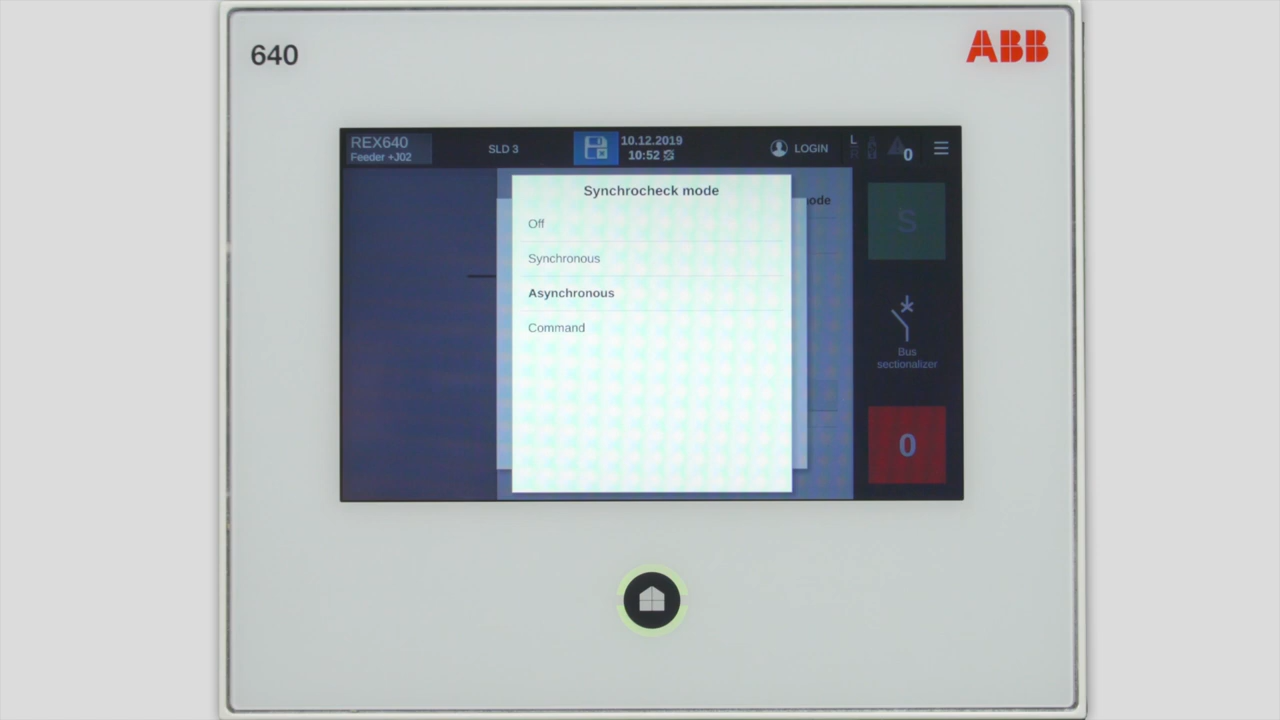 640
ABB
REX640
Feeder +J02
SLD 3
10.12.2019
10:52
LOGIN
L
0
Synchrocheck mode
Off
Synchronous
Asynchronous
Command
ode
S
Bus
sectionalizer
0